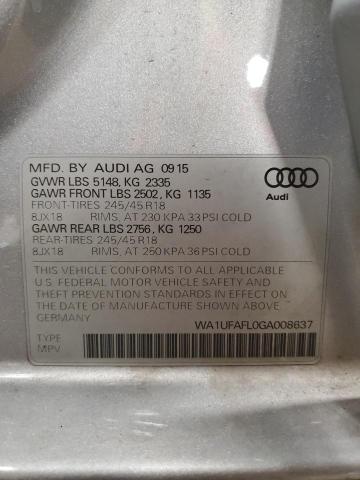 MFD. BY AUDI AG 09 15
GVWR LBS 5148, KG 2335
GAWR FRONT LBS 2502, KG 1135
FRONT-TIRES 245/45 R18
8JX18 RIMS, AT 230 KPA 33 PSI COLD
GAWR REAR LBS 2756, KG 1250
REAR-TIRES 245/45 R18
8JX18 RIMS, AT 250 KPA 36 PSI COLD
Audi
THIS VEHICLE CONFORMS TO ALL APPLICABLE
U.S. FEDERAL MOTOR VEHICLE SAFETY AND
THEFT PREVENTION STANDARDS IN EFFECT ON
THE DATE OF MANUFACTURE SHOWN ABOVE
GERMANY WA1UFAFL0GA008637
TYPE
MPV